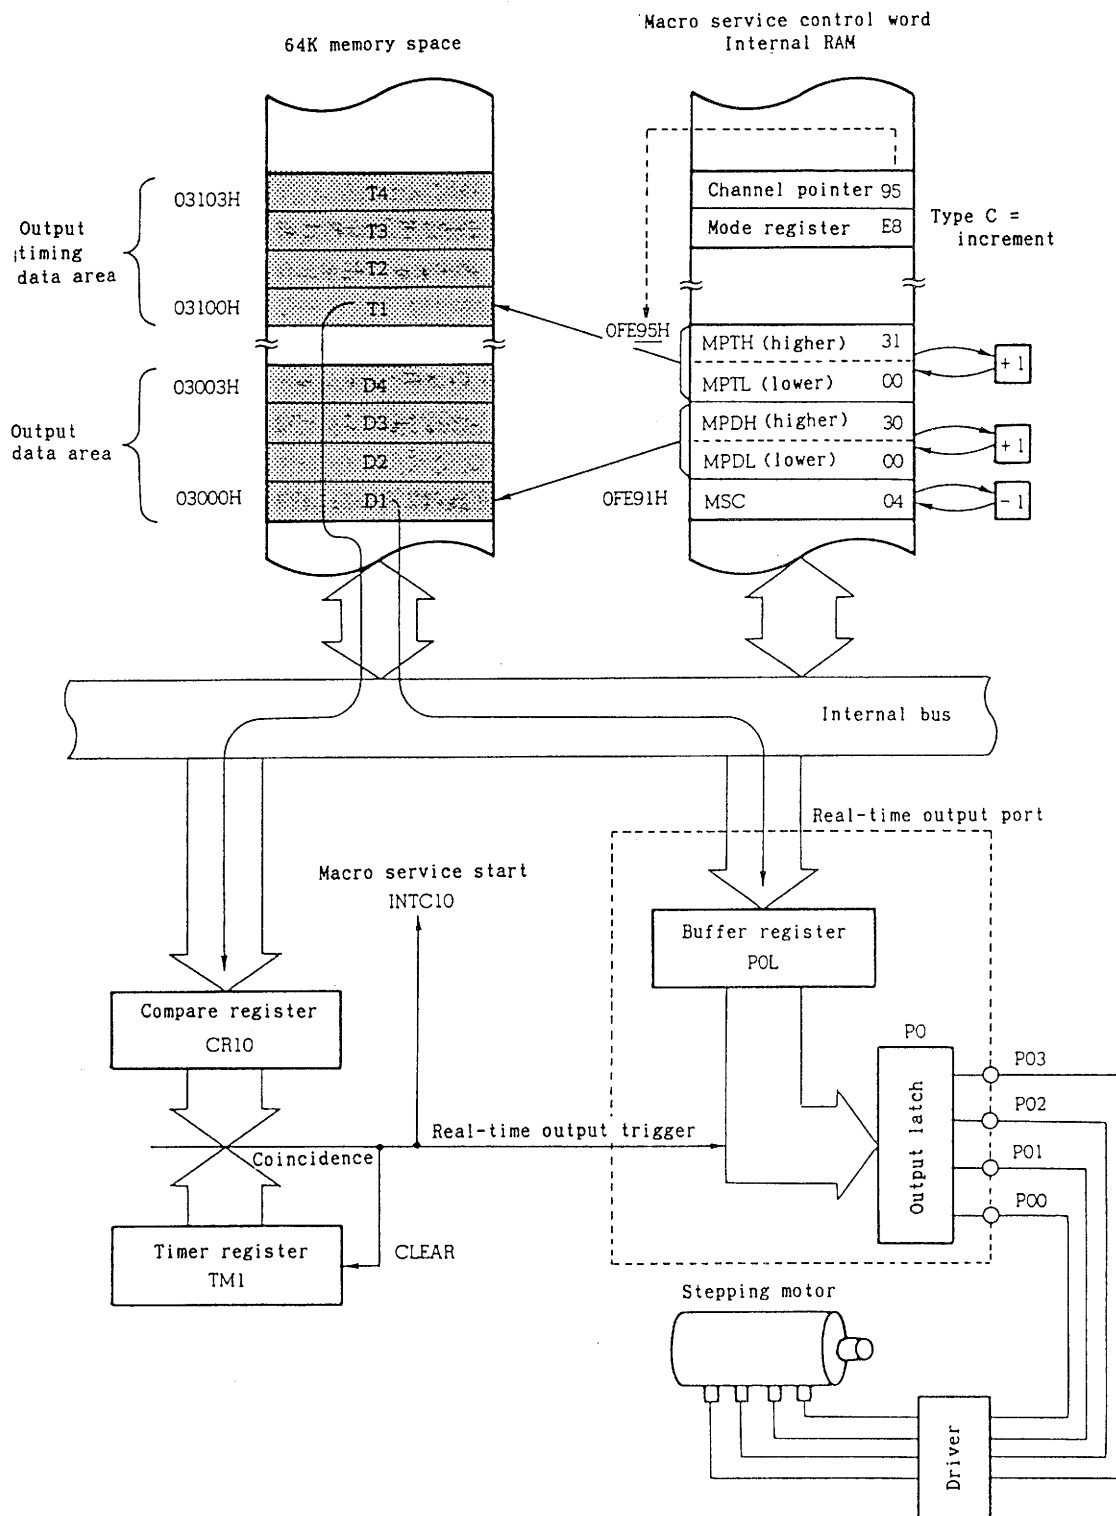 Macro service control word
Internal RAM
64K memory space
Output
timing
data area
03103H
03100H
T4
T3
T2
T1
Channel pointer 95
Mode register E8
Type C =
increment
0FE95H
MPTH (higher) 31
MPTL (lower) 00
+1
Output
data area
03003H
03000H
D4
D3
D2
D1
MPDH (higher) 30
MPDL (lower) 00
+1
0FE91H
MSC 04
-1
Internal bus
Real-time output port
Macro service start
INTC10
Buffer register
P0L
Compare register
CR10
P0
Output latch
P03
P02
P01
P00
Real-time output trigger
Coincidence
Timer register
TM1
CLEAR
Stepping motor
Driver